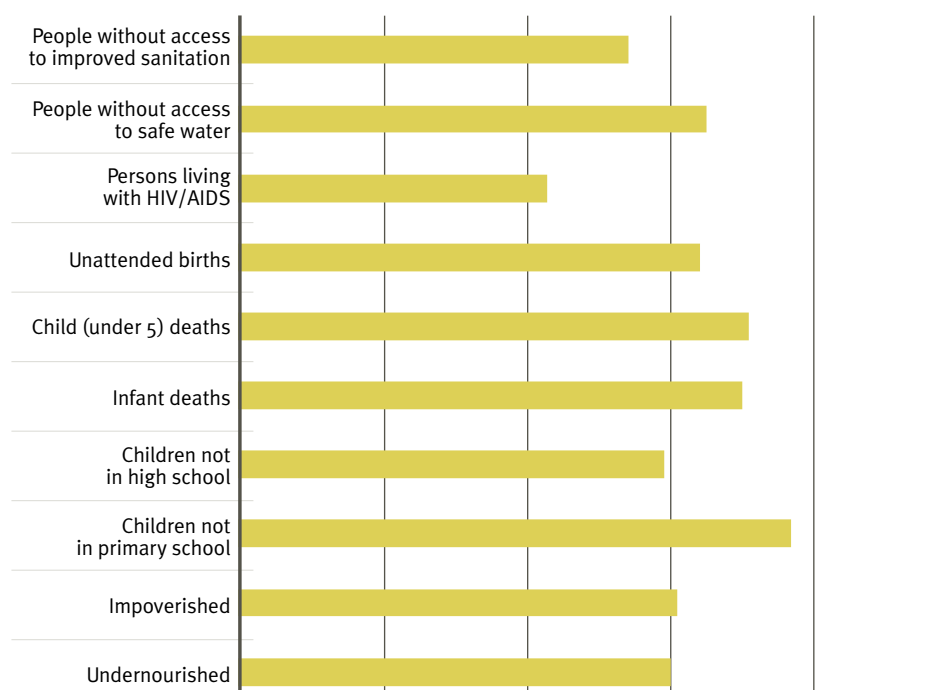 People without access
to improved sanitation
People without access
to safe water
Persons living
with HIV/AIDS
Unattended births
Child (under 5) deaths
Infant deaths
Children not
in high school
Children not
in primary school
Impoverished
Undernourished